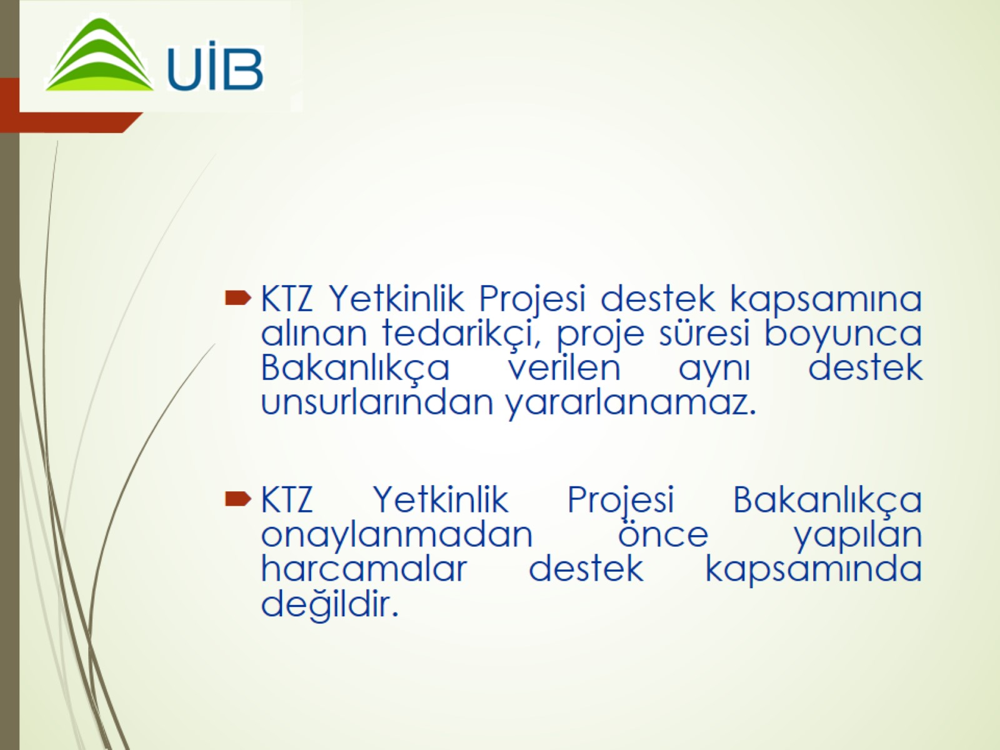 UİB
KTZ Yetkinlik Projesi destek kapsamına
alınan tedarikçi, proje süresi boyunca
Bakanlıkça verilen aynı destek
unsurlarından yararlanamaz.
KTZ Yetkinlik Projesi Bakanlıkça
onaylanmadan önce yapılan
harcamalar destek kapsamında
değildir.